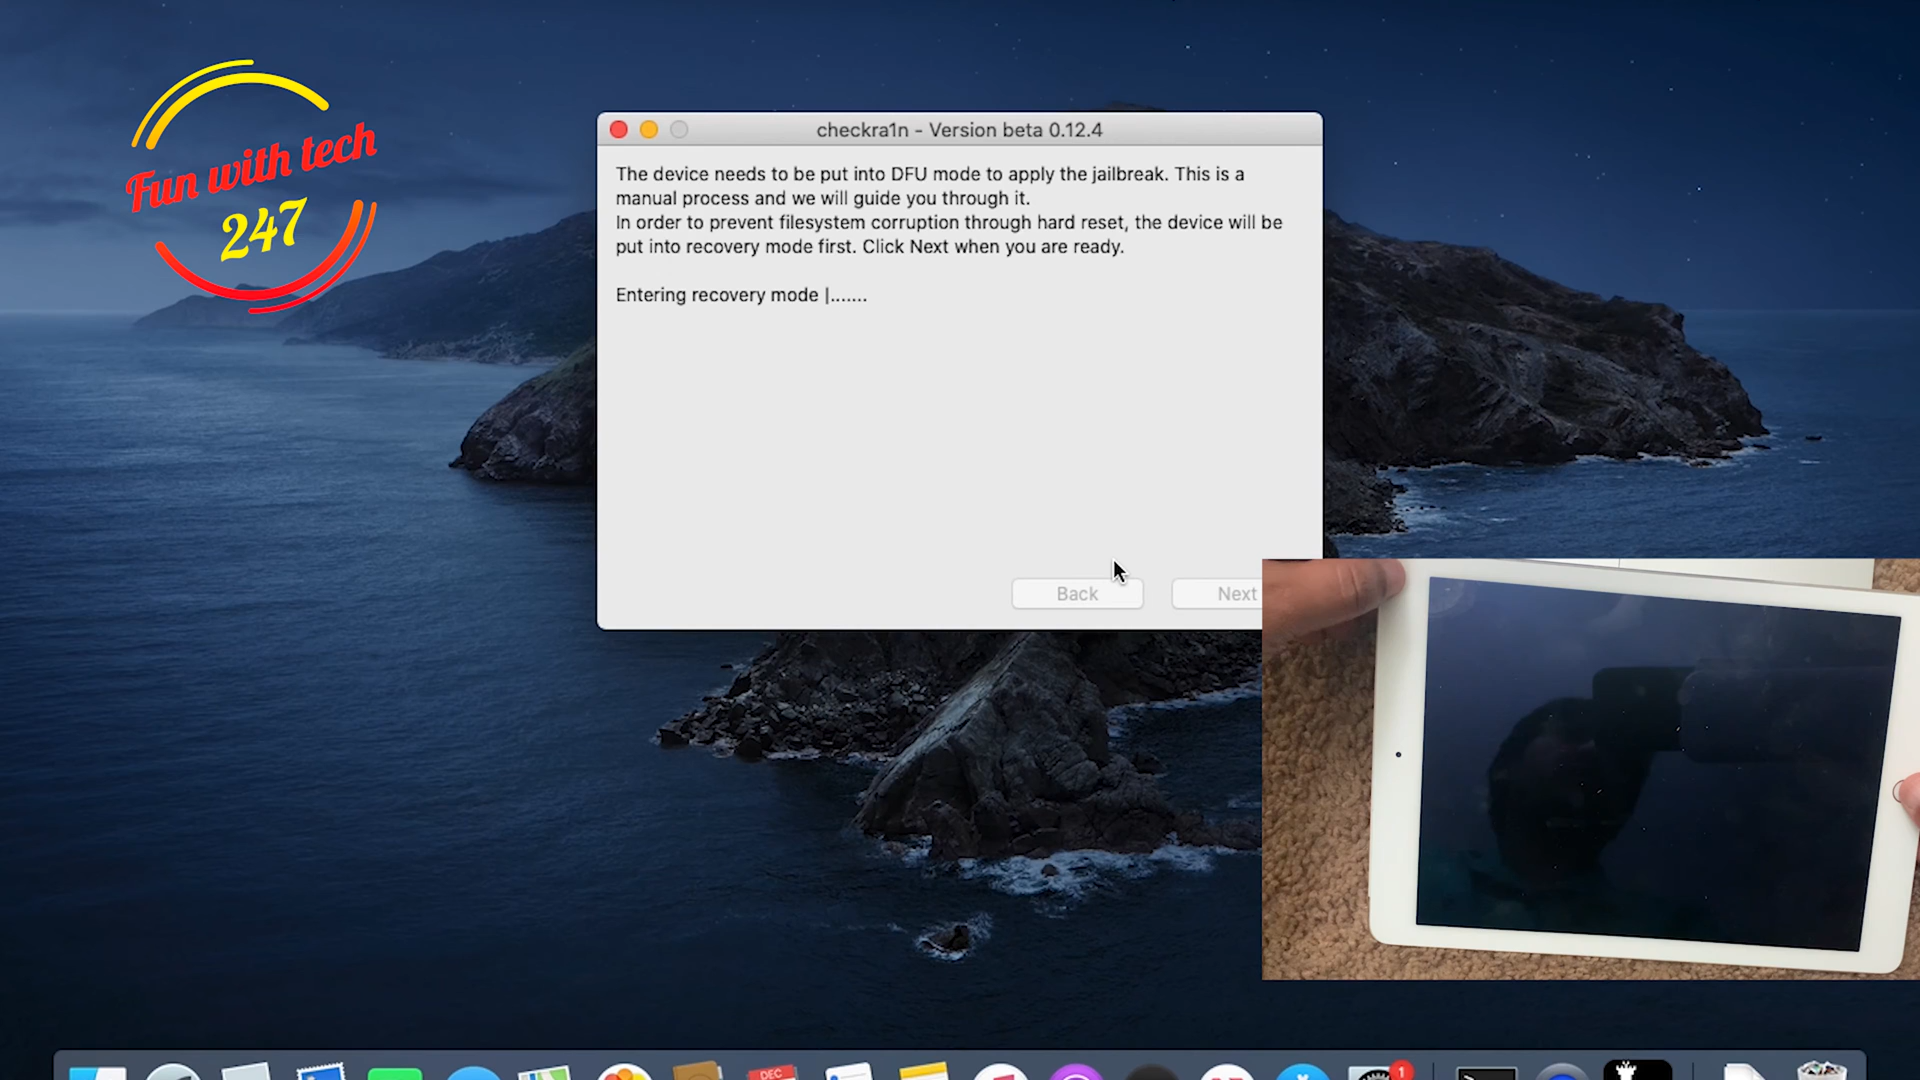 Fun with tech
247
checkra1n - Version beta 0.12.4
The device needs to be put into DFU mode to apply the jailbreak. This is a
manual process and we will guide you through it.
In order to prevent filesystem corruption through hard reset, the device will be
put into recovery mode first. Click Next when you are ready.
Entering recovery mode |.......
Back
Next
DEC
1